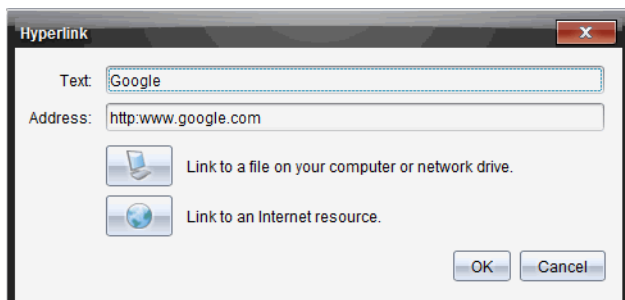 Hyperlink
Text: Google
Address: http:www.google.com
Link to a file on your computer or network drive.
Link to an Internet resource.
OK Cancel